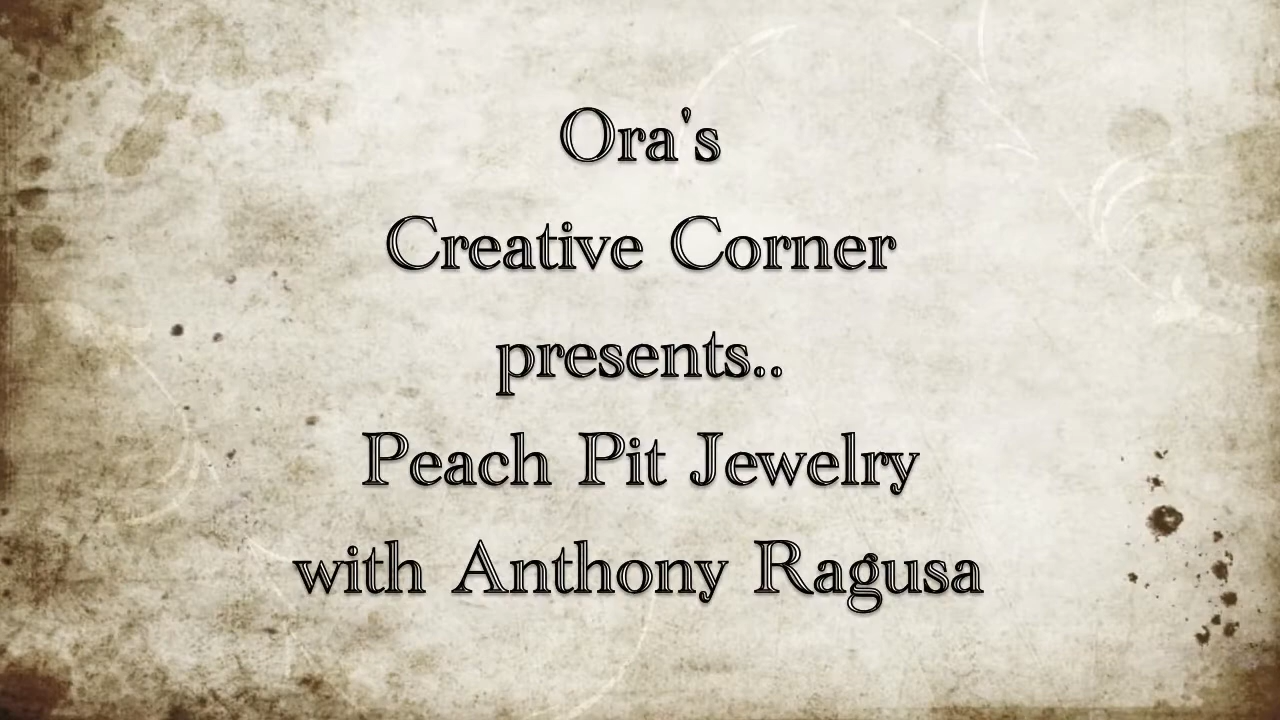 Ora's
Creative Corner
presents..
Peach Pit Jewelry
with Anthony Ragusa